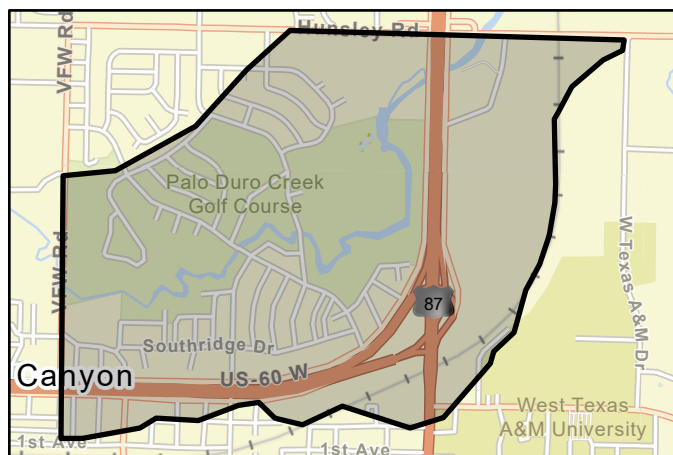 Hunsley Rd
VFW Rd
Palo Duro Creek
Golf Course
VFW Rd
W Texas A&M Dr
87
Southridge Dr
Canyon
US-60 W
West Texas
A&M University
1st Ave
1st Ave